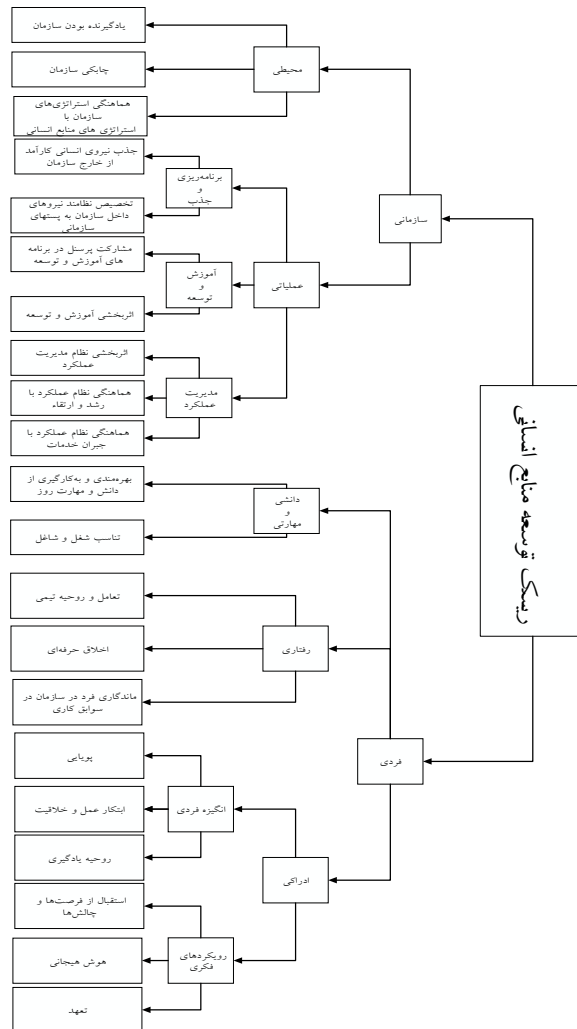 ریسک توسعه منابع انسانی
سازمانی
محیطی
یادگیرنده بودن سازمان
چابکی سازمان
هماهنگی استراتژی‌های
سازمان با
استراتژی های منابع انسانی
عملیاتی
برنامه‌ریزی
و
جذب
جذب نیروی انسانی کارآمد
از خارج سازمان
تخصیص نظامند نیروهای
داخل سازمان به پستهای
سازمانی
آموزش
و
توسعه
مشارکت پرسنل در برنامه
های آموزش و توسعه
اثربخشی آموزش و توسعه
مدیریت
عملکرد
اثربخشی نظام مدیریت
عملکرد
هماهنگی نظام عملکرد با
رشد و ارتقاء
هماهنگی نظام عملکرد با
جبران خدمات
فردی
دانشی
و
مهارتی
بهره‌مندی و به‌کارگیری از
دانش و مهارت روز
تناسب شغل و شاغل
رفتاری
تعامل و روحیه تیمی
اخلاق حرفه‌ای
ماندگاری فرد در سازمان در
سوابق کاری
ادراکی
انگیزه فردی
پویایی
ابتکار عمل و خلاقیت
روحیه یادگیری
رویکردهای
فکری
استقبال از فرصت‌ها و
چالش‌ها
هوش هیجانی
تعهد